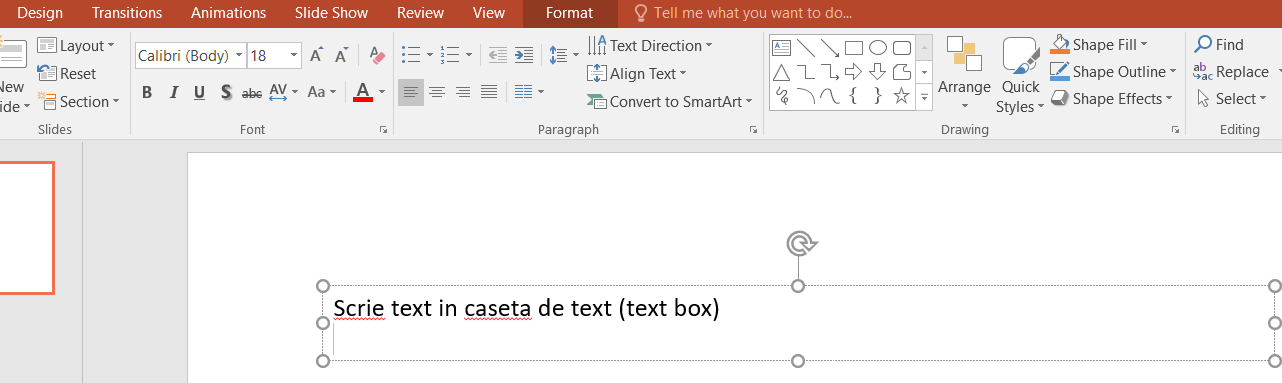 Design Transitions Animations Slide Show Review View Format Tell me what you want to do...
Layout Calibri (Body) 18 Text Direction Shape Fill Find
New Reset Align Text Arrange Quick Shape Outline Replace
Section B I U S abc AV Aa A Convert to SmartArt Styles Shape Effects Select
Slides Font Paragraph Drawing Editing
Scrie text in caseta de text (text box)